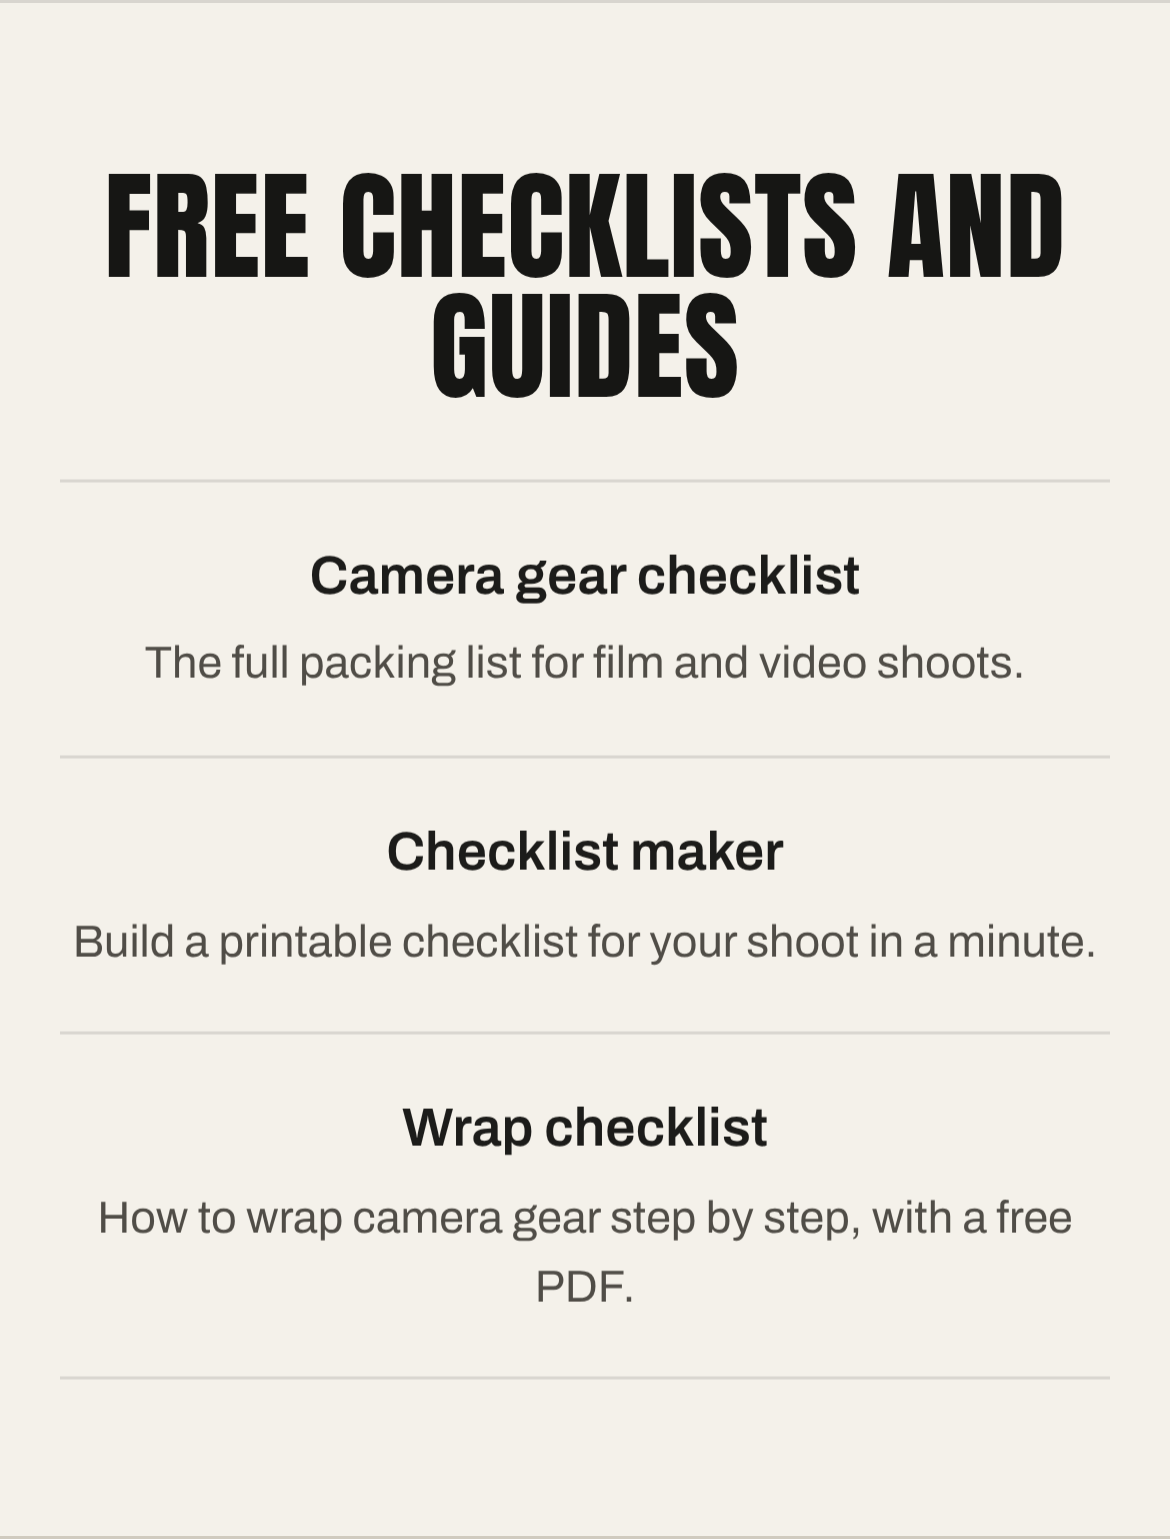 FREE CHECKLISTS AND
GUIDES
Camera gear checklist
The full packing list for film and video shoots.
Checklist maker
Build a printable checklist for your shoot in a minute.
Wrap checklist
How to wrap camera gear step by step, with a free
PDF.